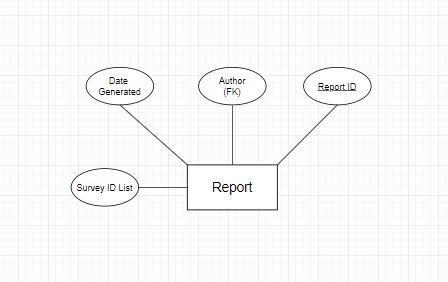 Date
Generated
Author
(FK)
Report ID
Survey ID List
Report